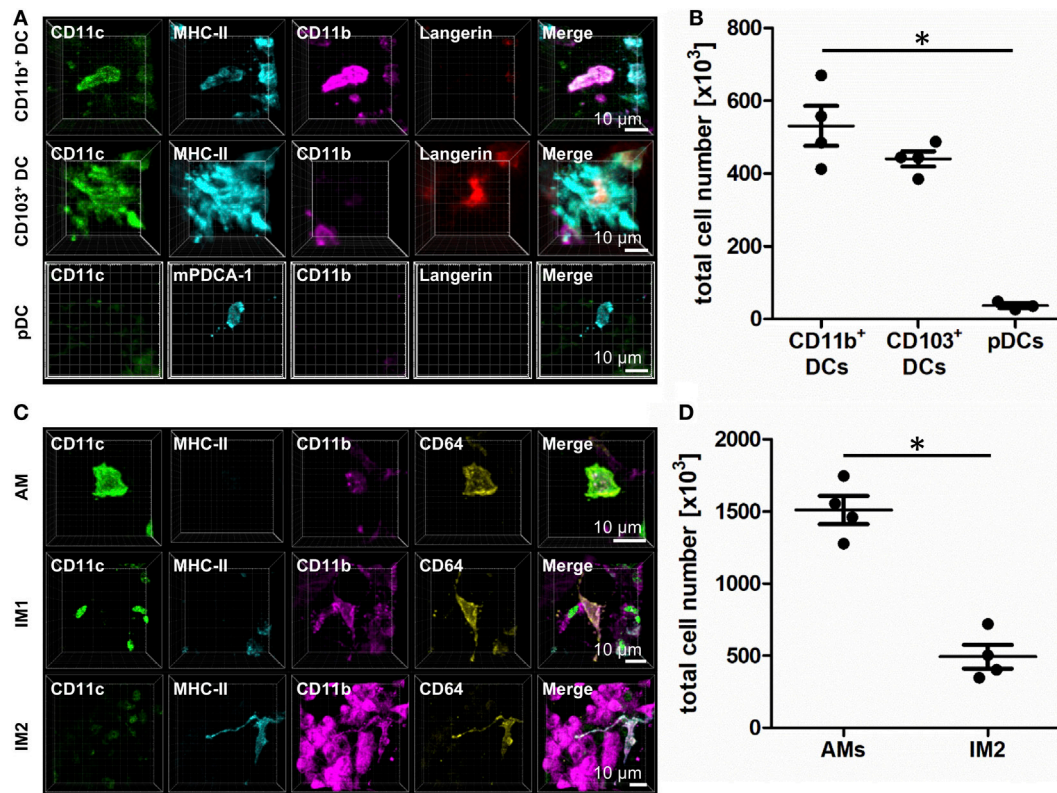 A
CD11b⁺ DC
CD11c
MHC-II
CD11b
Langerin
Merge
10 µm
CD103⁺ DC
CD11c
MHC-II
CD11b
Langerin
Merge
10 µm
pDC
CD11c
mPDCA-1
CD11b
Langerin
Merge
10 µm
B
total cell number [x10³]
800
600
400
200
0
*
CD11b⁺ DCs
CD103⁺ DCs
pDCs
C
AM
CD11c
MHC-II
CD11b
CD64
Merge
10 µm
IM1
CD11c
MHC-II
CD11b
CD64
Merge
10 µm
IM2
CD11c
MHC-II
CD11b
CD64
Merge
10 µm
D
total cell number [x10³]
2000
1500
1000
500
0
*
AMs
IM2